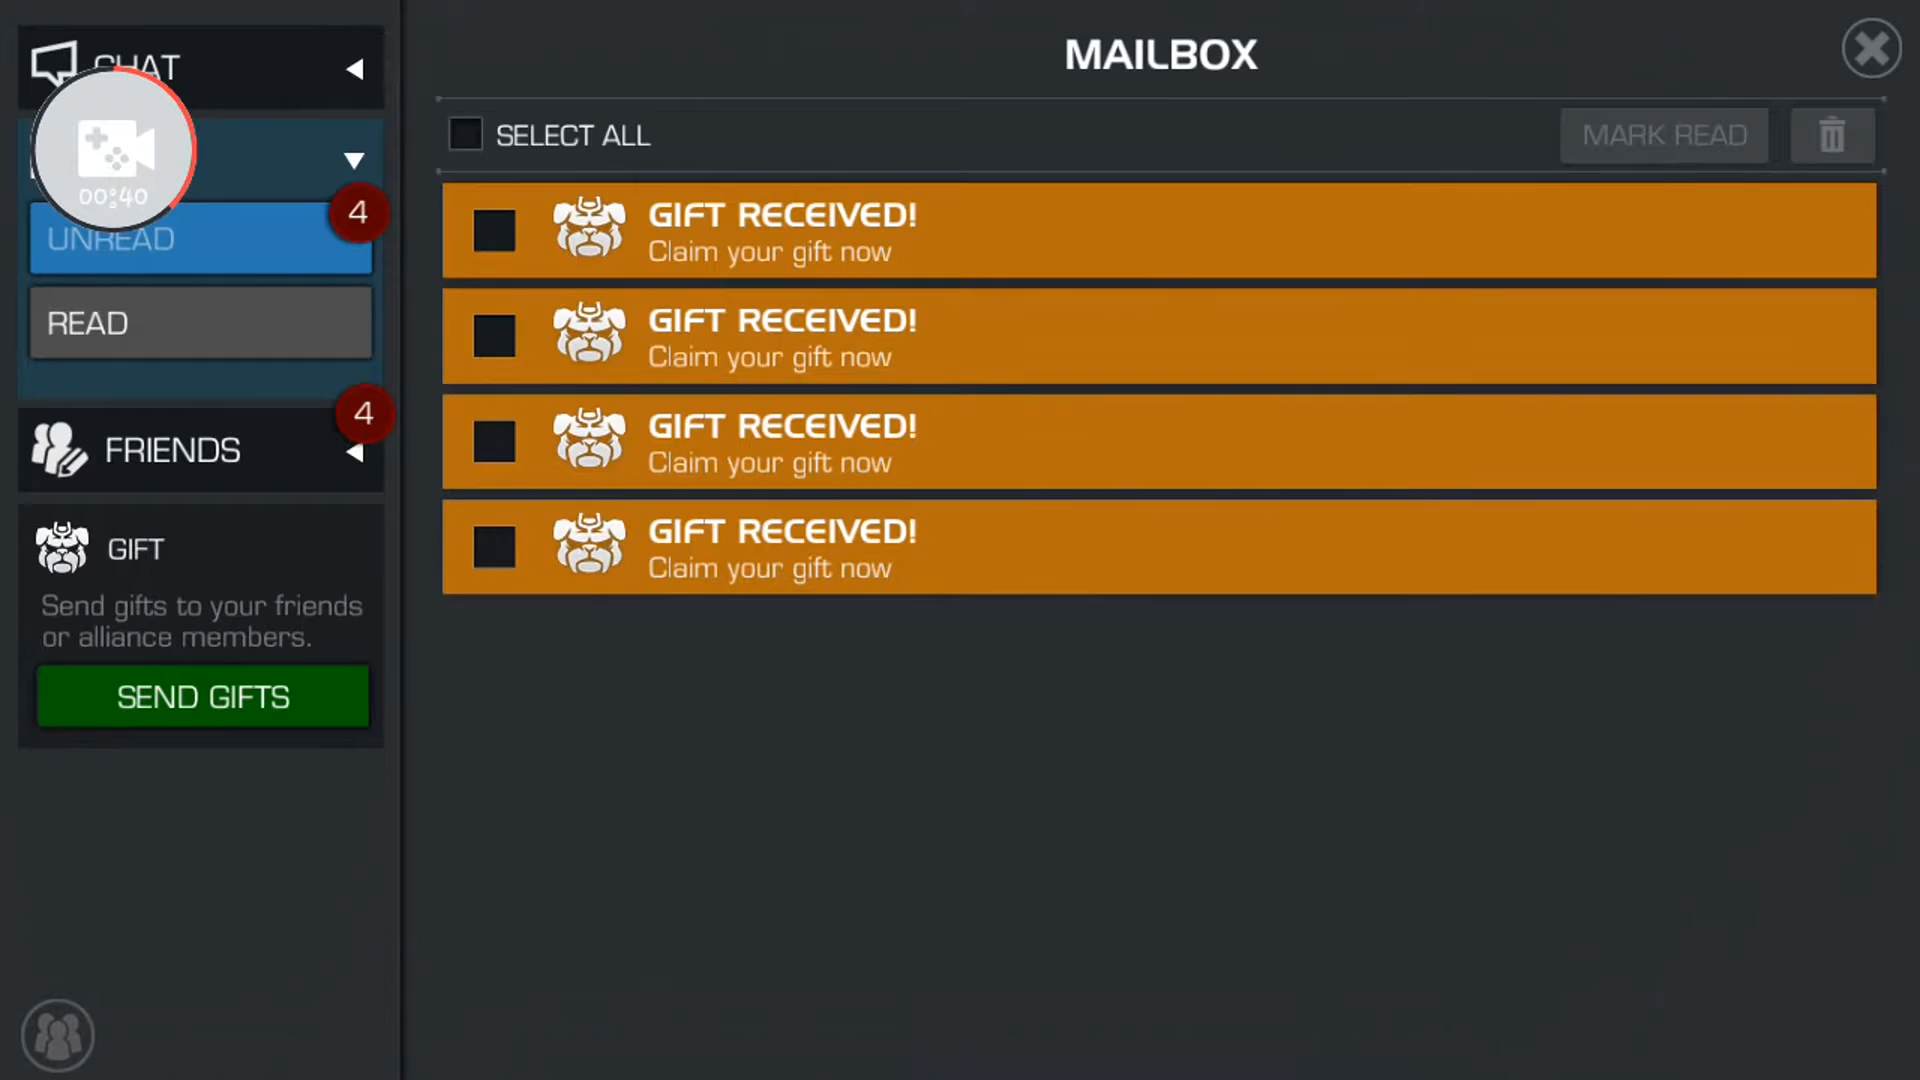 CHAT
00:40
4
UNREAD
READ
4
FRIENDS
GIFT
Send gifts to your friends
or alliance members.
SEND GIFTS
MAILBOX
SELECT ALL
MARK READ
GIFT RECEIVED!
Claim your gift now
GIFT RECEIVED!
Claim your gift now
GIFT RECEIVED!
Claim your gift now
GIFT RECEIVED!
Claim your gift now